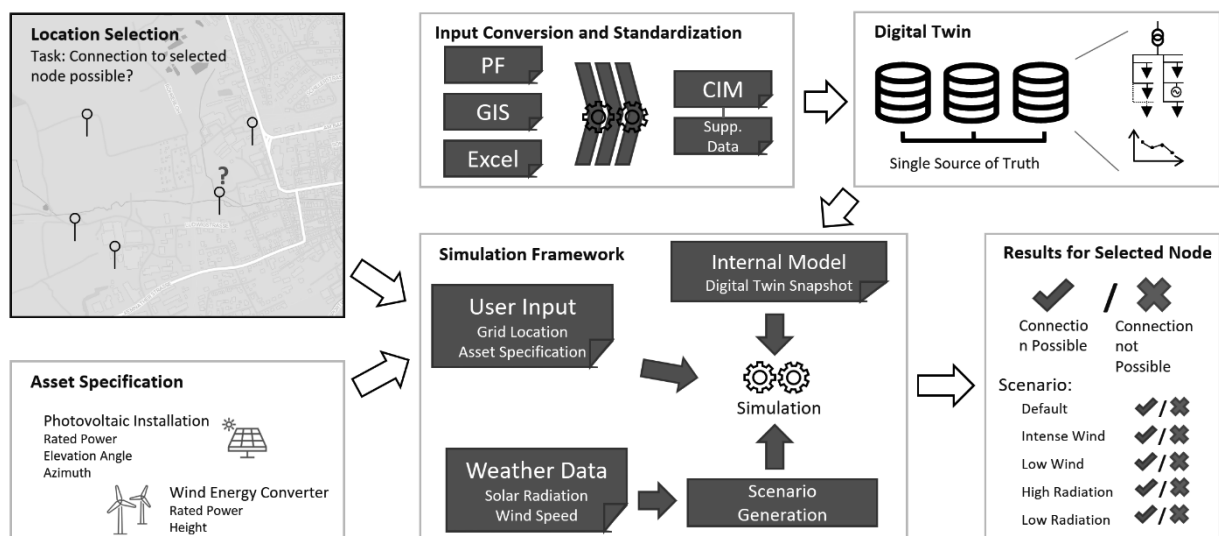 Location Selection
Task: Connection to selected
node possible?
?
Input Conversion and Standardization
PF
GIS
Excel
CIM
Supp.
Data
Digital Twin
Single Source of Truth
Asset Specification
Photovoltaic Installation
Rated Power
Elevation Angle
Azimuth
Wind Energy Converter
Rated Power
Height
Simulation Framework
User Input
Grid Location
Asset Specification
Internal Model
Digital Twin Snapshot
Simulation
Weather Data
Solar Radiation
Wind Speed
Scenario
Generation
Results for Selected Node
/
Connectio
n Possible
Connection
not
Possible
Scenario:
Default /
Intense Wind /
Low Wind /
High Radiation /
Low Radiation /